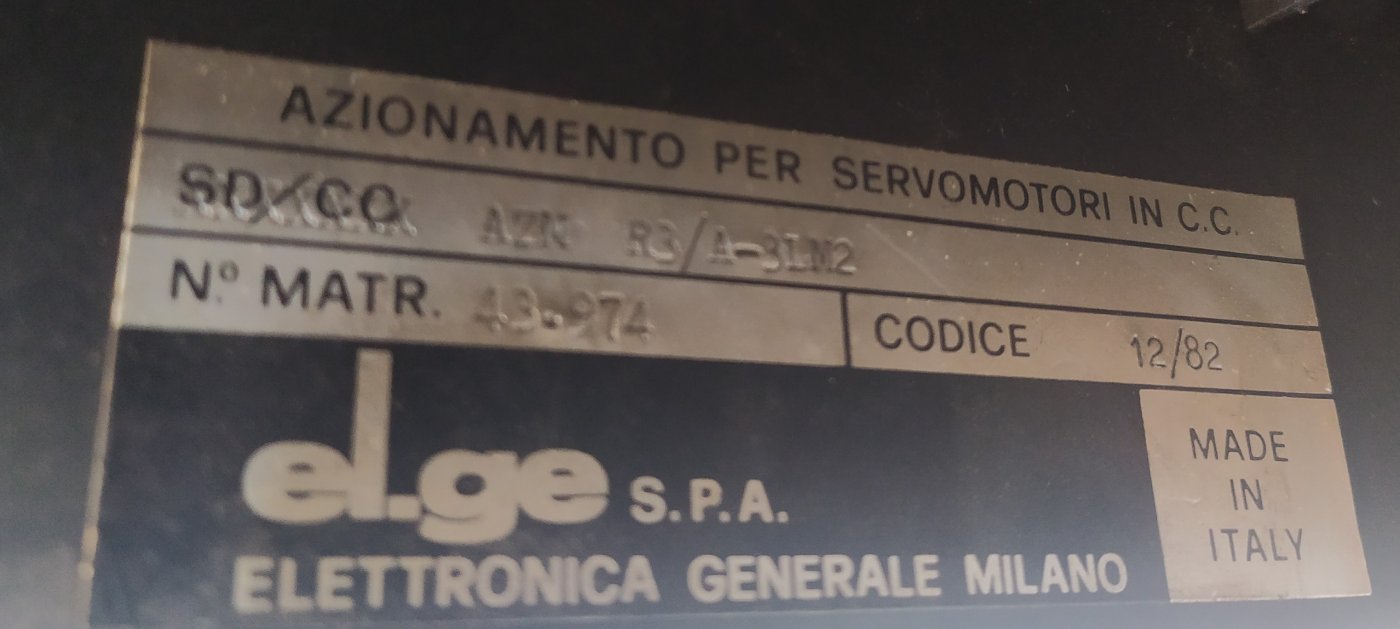 AZIONAMENTO PER SERVOMOTORI IN C.C.
SD/CC AZN R3/A-3LM2
N.º MATR. 43.974 CODICE 12/82
el.ge S.P.A.
ELETTRONICA GENERALE MILANO
MADE
IN
ITALY